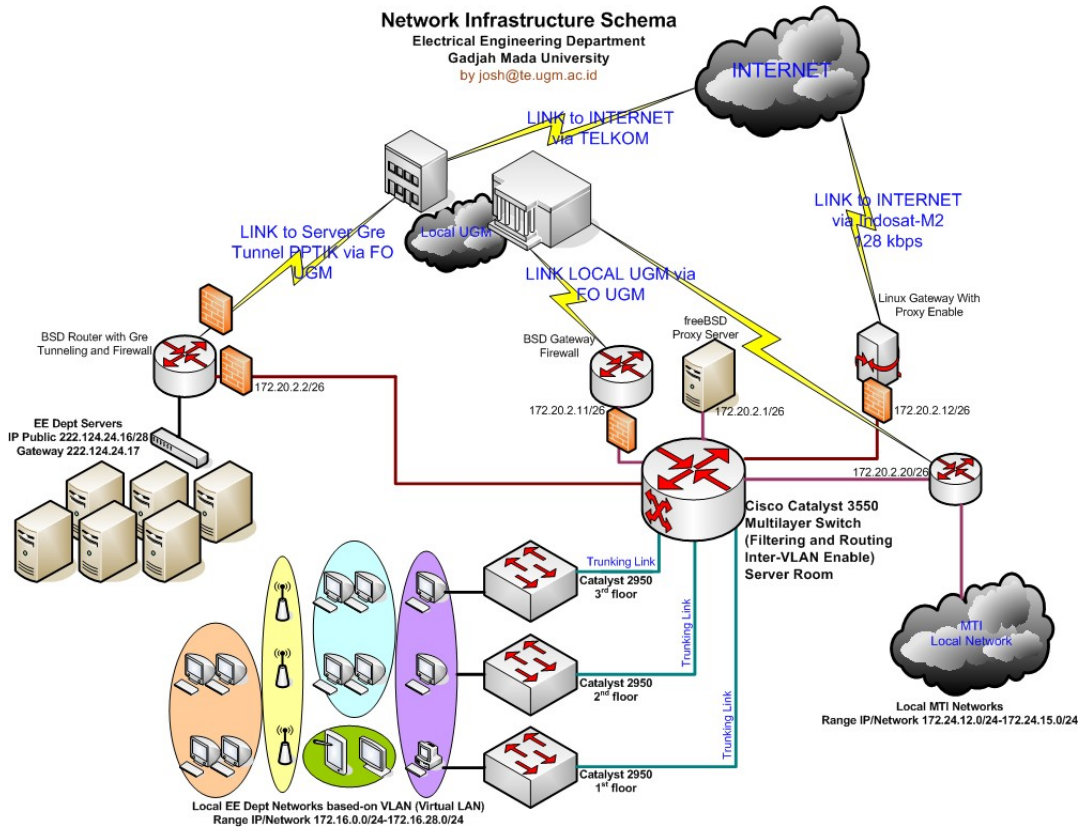 Network Infrastructure Schema
Electrical Engineering Department
Gadjah Mada University
by josh@te.ugm.ac.id
INTERNET
LINK to INTERNET
via TELKOM
LINK to INTERNET
via Indosat-M2
128 kbps
Local UGM
LINK to Server Gre
Tunnel PPTIK via FO
UGM
LINK LOCAL UGM via
FO UGM
Linux Gateway With
Proxy Enable
freeBSD
Proxy Server
BSD Gateway
Firewall
BSD Router with Gre
Tunneling and Firewall
172.20.2.2/26
172.20.2.11/26
172.20.2.1/26
172.20.2.12/26
EE Dept Servers
IP Public 222.124.24.16/28
Gateway 222.124.24.17
172.20.2.20/26
Cisco Catalyst 3550
Multilayer Switch
(Filtering and Routing
Inter-VLAN Enable)
Server Room
Trunking Link
Catalyst 2950
3rd floor
Trunking Link
Catalyst 2950
2nd floor
Trunking Link
Catalyst 2950
1st floor
MTI
Local Network
Local MTI Networks
Range IP/Network 172.24.12.0/24-172.24.15.0/24
Local EE Dept Networks based-on VLAN (Virtual LAN)
Range IP/Network 172.16.0.0/24-172.16.28.0/24